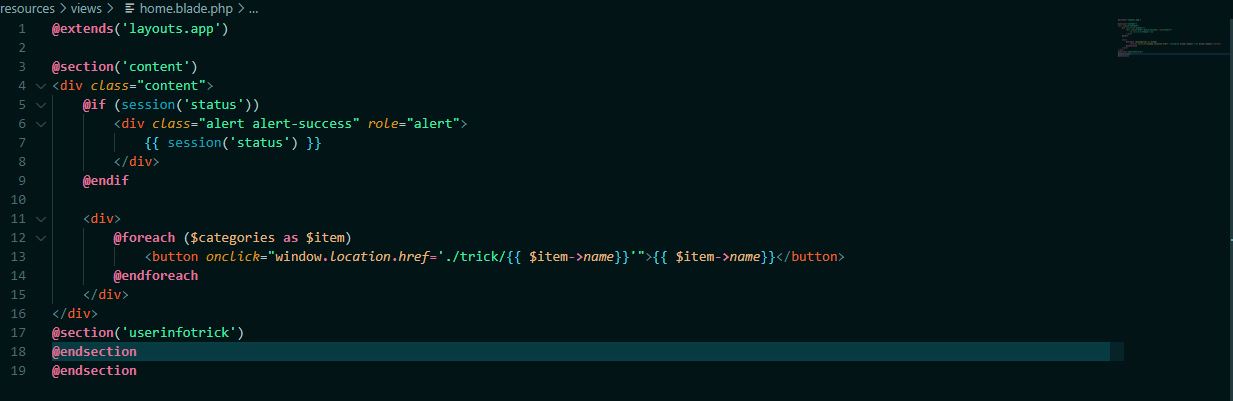 resources > views > home.blade.php > ...
1 @extends('layouts.app')
2
3 @section('content')
4 <div class="content">
5     @if (session('status'))
6         <div class="alert alert-success" role="alert">
7             {{ session('status') }}
8         </div>
9     @endif
10
11     <div>
12         @foreach ($categories as $item)
13             <button onclick="window.location.href='./trick/{{ $item->name}}'">{{ $item->name}}</button>
14         @endforeach
15     </div>
16 </div>
17 @section('userinfotrick')
18 @endsection
19 @endsection